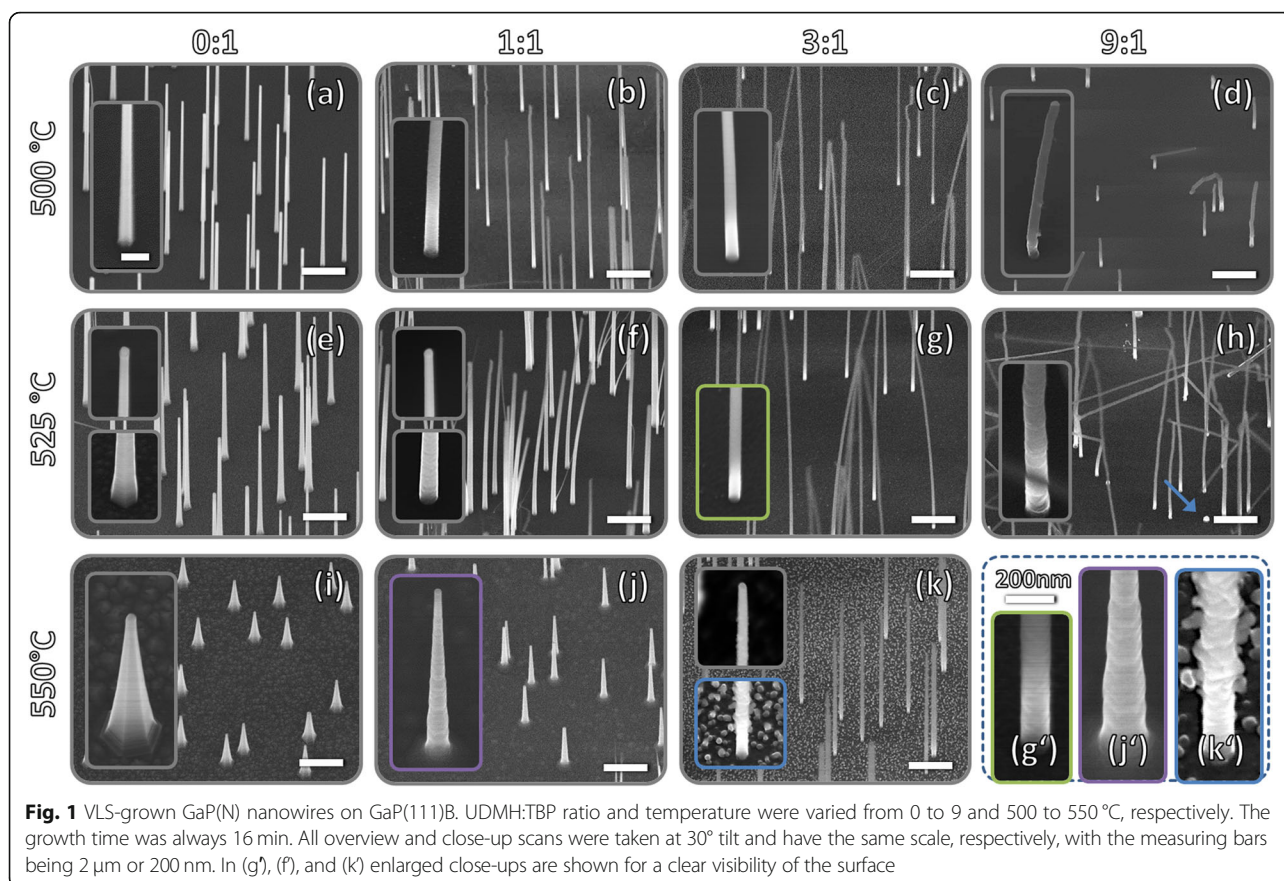 0:1 1:1 3:1 9:1
500 °C
(a) (b) (c) (d)
525 °C
(e) (f) (g) (h)
550°C
(i) (j) (k)
200nm
(g‘) (j‘) (k‘)
Fig. 1 VLS-grown GaP(N) nanowires on GaP(111)B. UDMH:TBP ratio and temperature were varied from 0 to 9 and 500 to 550 °C, respectively. The
growth time was always 16 min. All overview and close-up scans were taken at 30° tilt and have the same scale, respectively, with the measuring bars
being 2 μm or 200 nm. In (g′), (f′), and (k′) enlarged close-ups are shown for a clear visibility of the surface